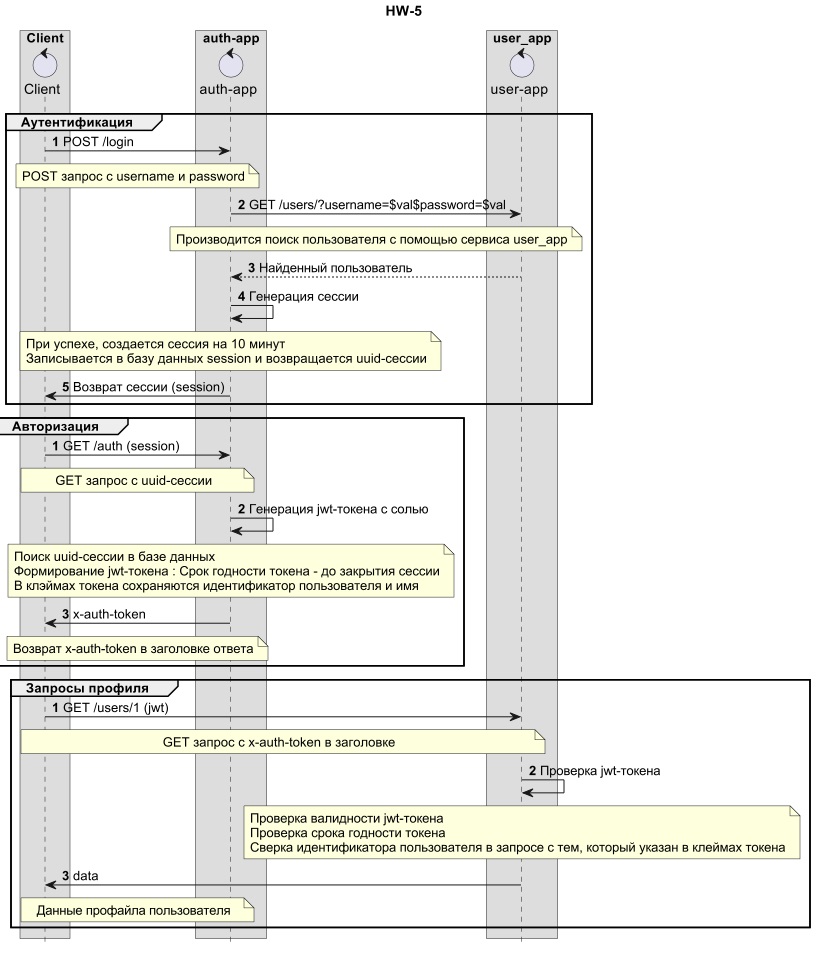 HW-5
Client
auth-app
user_app
Client
auth-app
user-app
Аутентификация
1 POST /login
POST запрос с username и password
2 GET /users/?username=$val$password=$val
Производится поиск пользователя с помощью сервиса user_app
3 Найденный пользователь
4 Генерация сессии
При успехе, создается сессия на 10 минут
Записывается в базу данных session и возвращается uuid-сессии
5 Возврат сессии (session)
Авторизация
1 GET /auth (session)
GET запрос с uuid-сессии
2 Генерация jwt-токена с солью
Поиск uuid-сессии в базе данных
Формирование jwt-токена : Срок годности токена - до закрытия сессии
В клэймах токена сохраняются идентификатор пользователя и имя
3 x-auth-token
Возврат x-auth-token в заголовке ответа
Запросы профиля
1 GET /users/1 (jwt)
GET запрос с x-auth-token в заголовке
2 Проверка jwt-токена
Проверка валидности jwt-токена
Проверка срока годности токена
Сверка идентификатора пользователя в запросе с тем, который указан в клеймах токена
3 data
Данные профайла пользователя